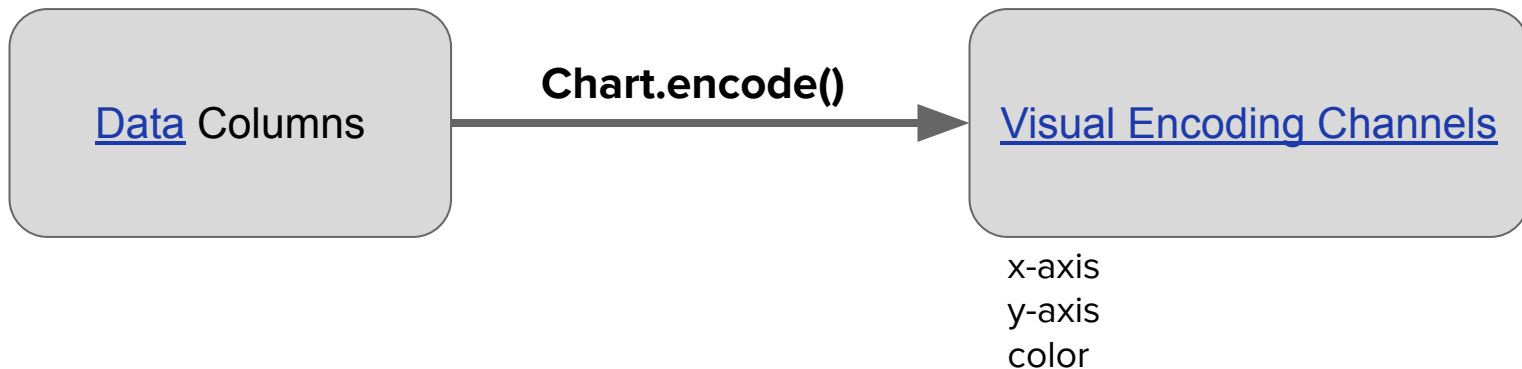 Data Columns
Chart.encode()
Visual Encoding Channels
x-axis
y-axis
color